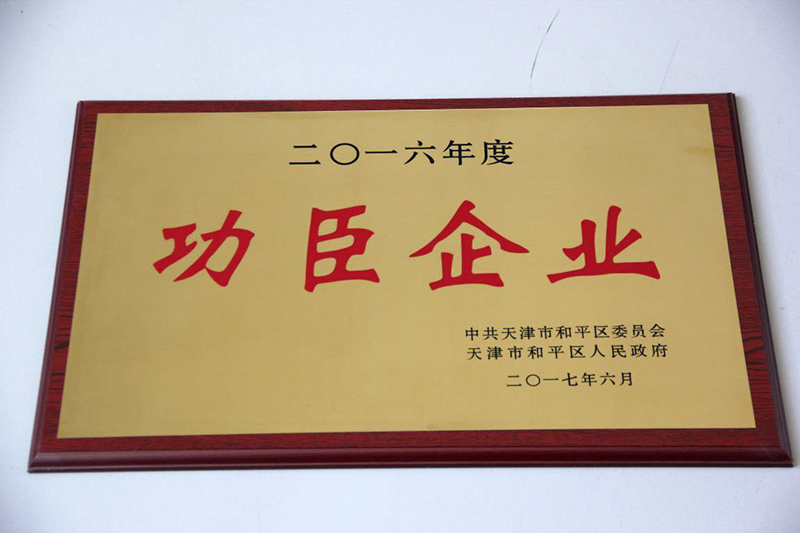 二〇一六年度
功臣企业
中共天津市和平区委员会
天津市和平区人民政府
二〇一七年六月